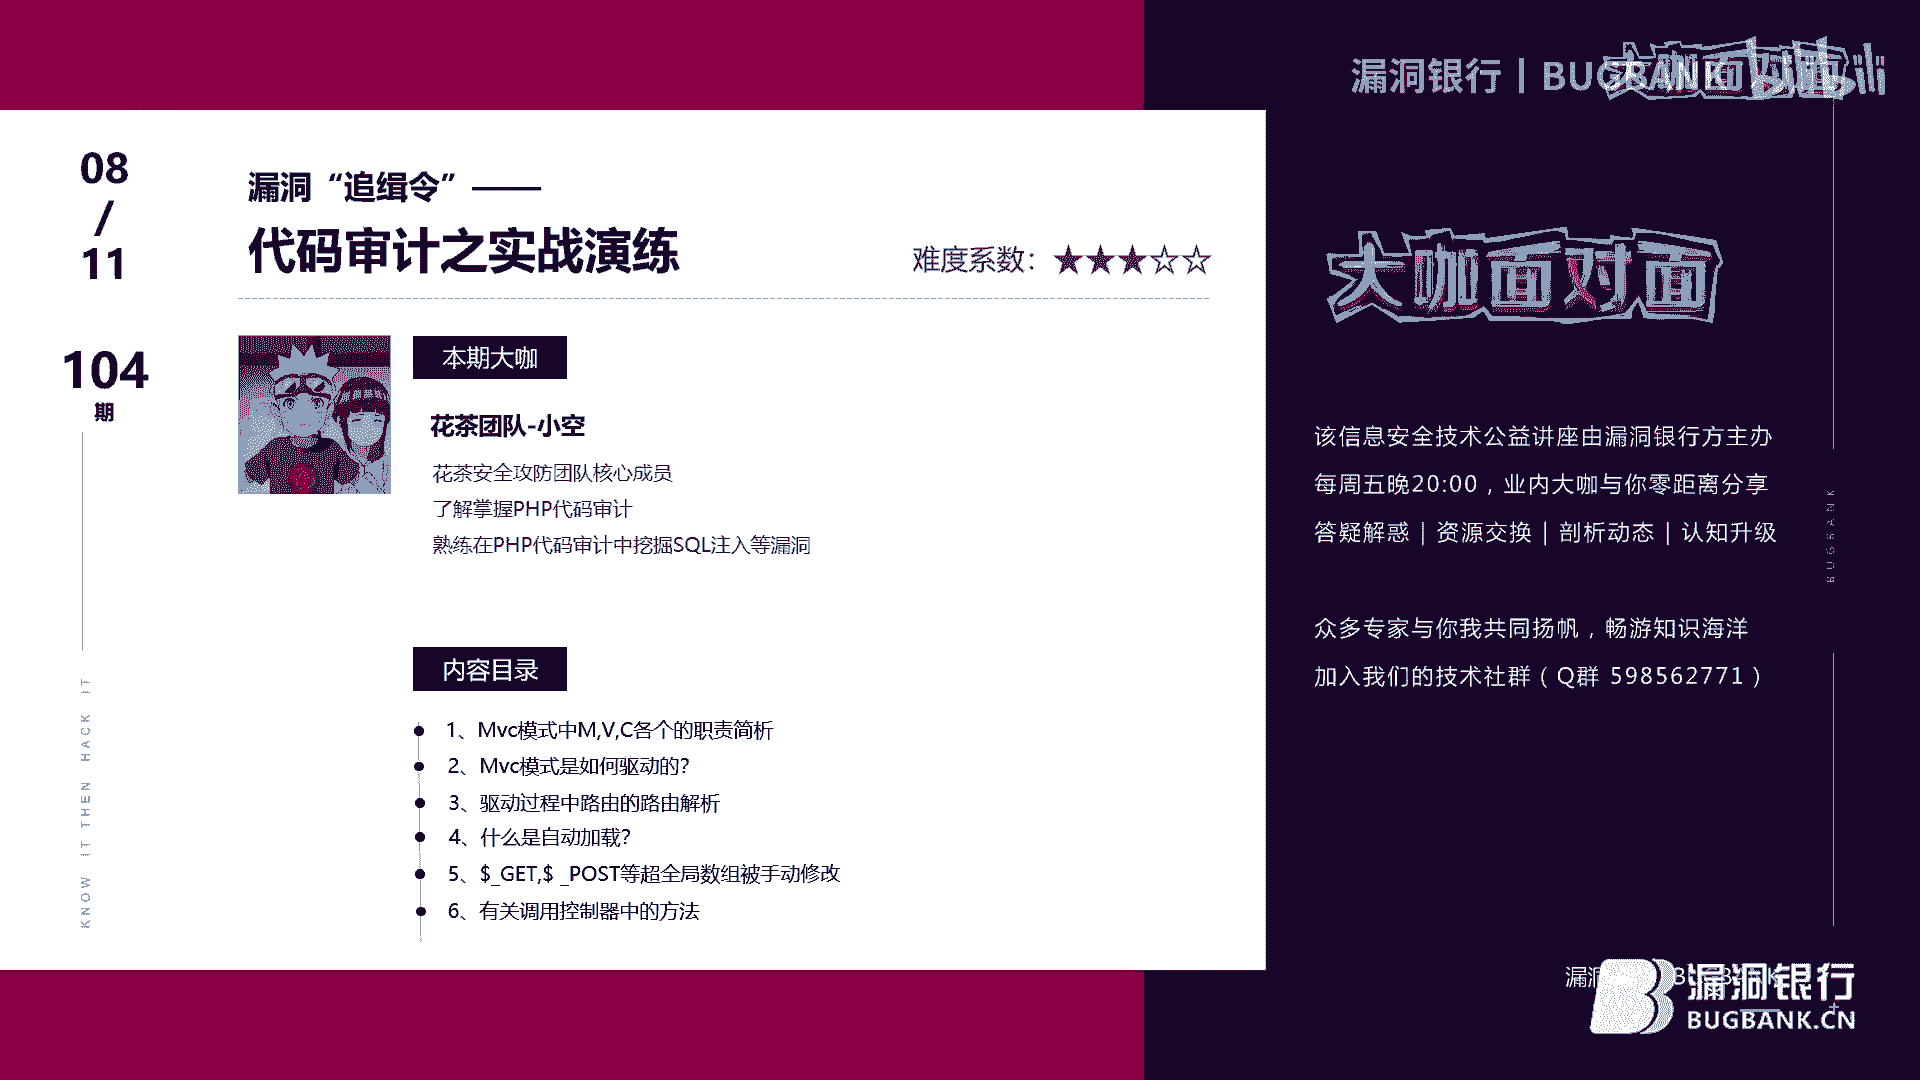 漏洞银行丨BUGBANK
大咖面对面
bilibili
08
/
11
漏洞“追缉令”——
代码审计之实战演练
难度系数：★★★☆☆
104
期
本期大咖
花茶团队-小空
花茶安全攻防团队核心成员
了解掌握PHP代码审计
熟练在PHP代码审计中挖掘SQL注入等漏洞
内容目录
1、Mvc模式中M,V,C各个的职责简析
2、Mvc模式是如何驱动的？
3、驱动过程中路由的路由解析
4、什么是自动加载？
5、$_GET,$ _POST等超全局数组被手动修改
6、有关调用控制器中的方法
KNOW IT THEN HACK IT
大咖面对面
该信息安全技术公益讲座由漏洞银行方主办
每周五晚20:00，业内大咖与你零距离分享
答疑解惑｜资源交换｜剖析动态｜认知升级
众多专家与你我共同扬帆，畅游知识海洋
加入我们的技术社群（Q群 598562771）
BUGBANK
漏洞银行
BUGBANK.CN